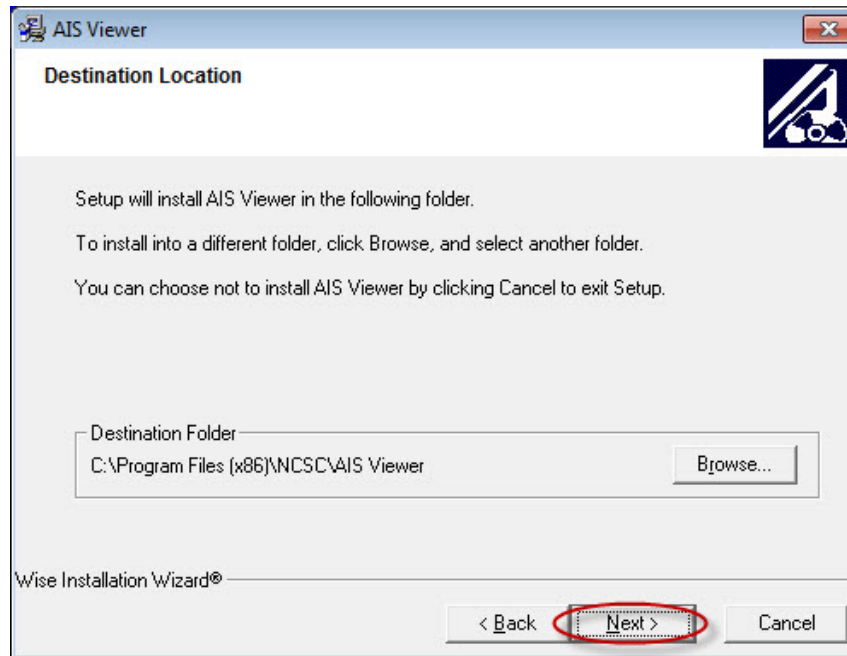 AIS Viewer
Destination Location
Setup will install AIS Viewer in the following folder.
To install into a different folder, click Browse, and select another folder.
You can choose not to install AIS Viewer by clicking Cancel to exit Setup.
Destination Folder
C:\Program Files (x86)\NCSC\AIS Viewer
Browse...
Wise Installation Wizard®
< Back Next > Cancel